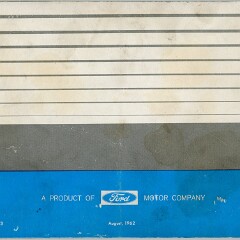 A PRODUCT OF Ford MOTOR COMPANY
August, 1962